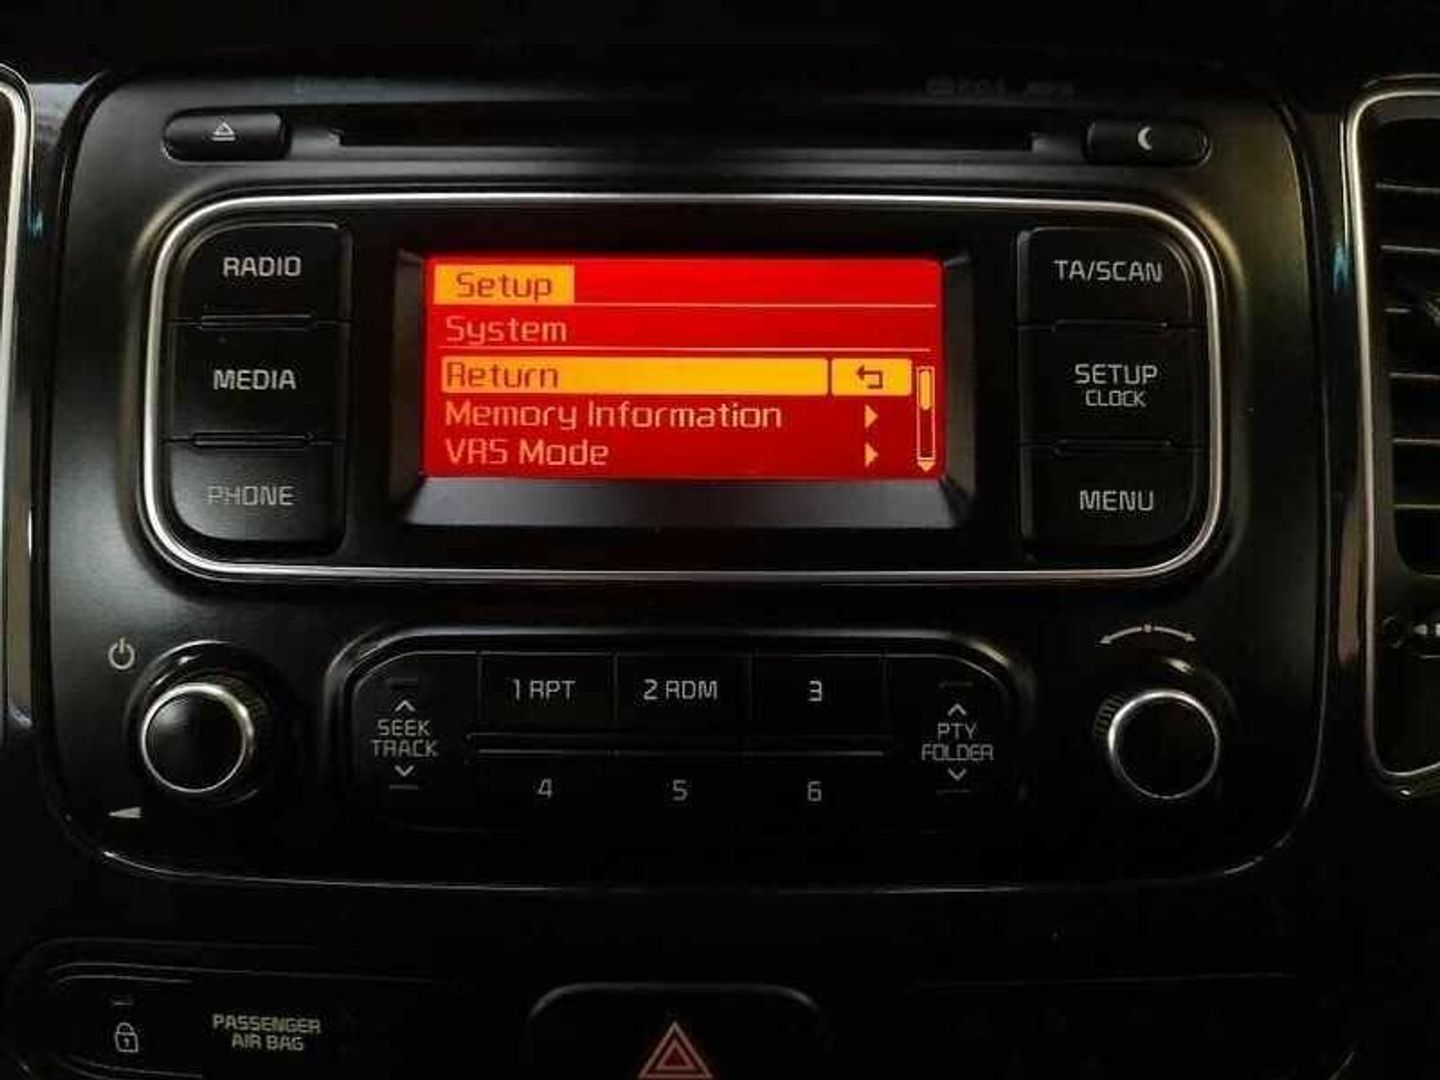 RADIO
MEDIA
PHONE
Setup
System
Return
Memory Information
VRS Mode
TA/SCAN
SETUP
CLOCK
MENU
SEEK
TRACK
1 RPT
2 RDM
3
4
5
6
PTY
FOLDER
PASSENGER
AIR BAG